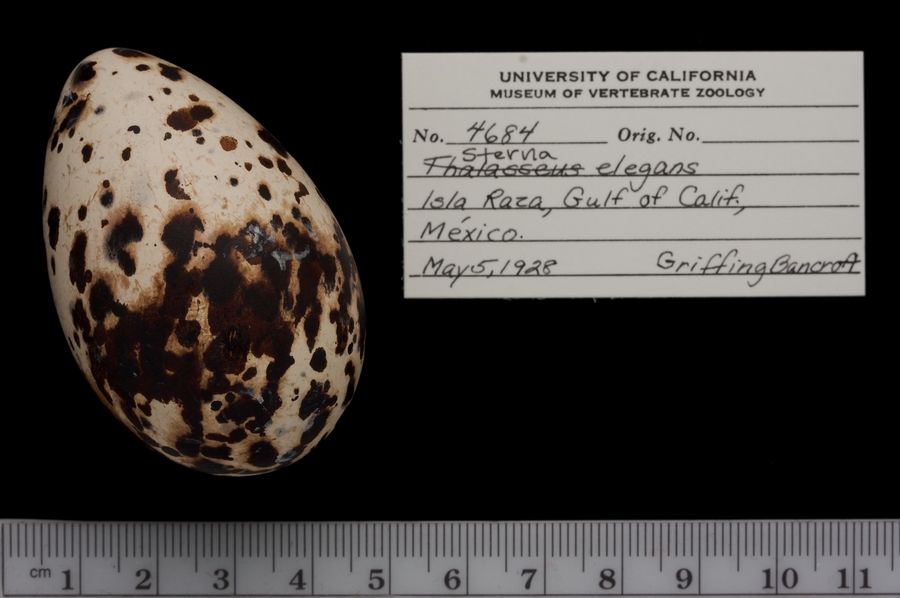 UNIVERSITY OF CALIFORNIA
MUSEUM OF VERTEBRATE ZOOLOGY
No. 4684 Orig. No.
Sterna
Thalasseus elegans
Isla Raza, Gulf of Calif.,
México.
May 5, 1928 Griffing Bancroft
cm 1 2 3 4 5 6 7 8 9 10 11